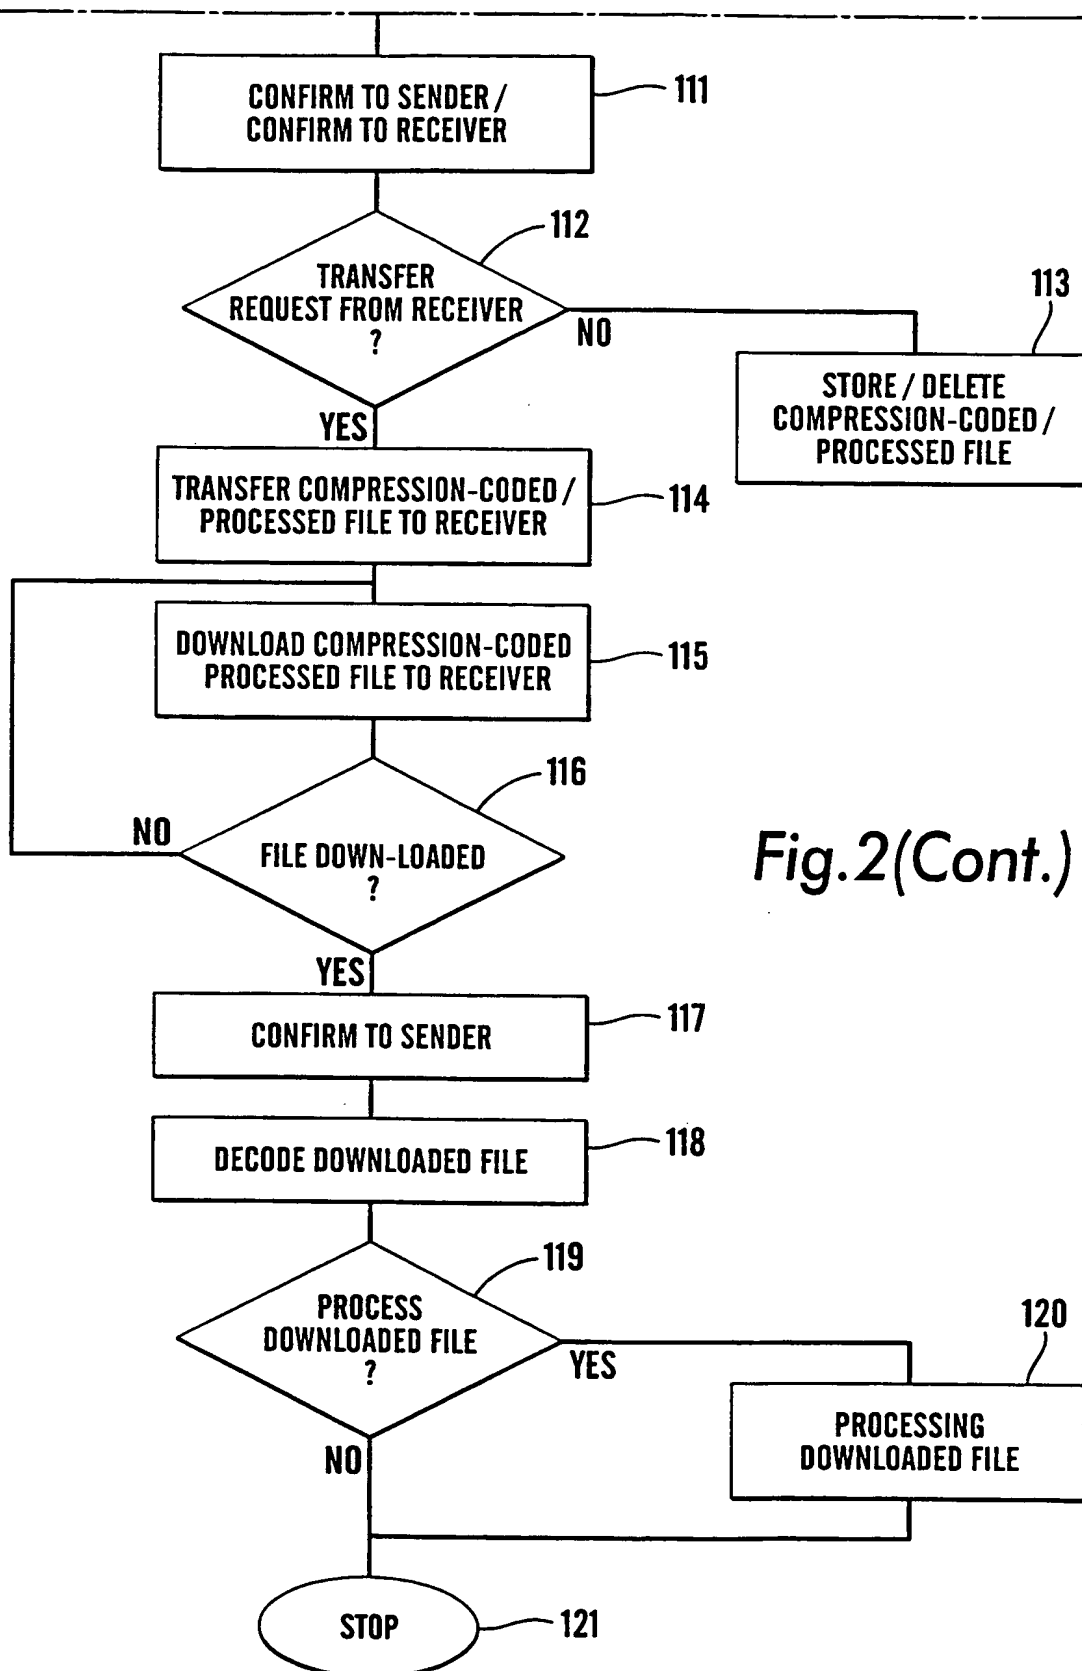 CONFIRM TO SENDER /
CONFIRM TO RECEIVER
111
112
TRANSFER
REQUEST FROM RECEIVER
?
NO
YES
113
STORE / DELETE
COMPRESSION-CODED /
PROCESSED FILE
TRANSFER COMPRESSION-CODED /
PROCESSED FILE TO RECEIVER
114
DOWNLOAD COMPRESSION-CODED
PROCESSED FILE TO RECEIVER
115
116
FILE DOWN-LOADED
?
NO
YES
Fig.2(Cont.)
CONFIRM TO SENDER
117
DECODE DOWNLOADED FILE
118
119
PROCESS
DOWNLOADED FILE
?
YES
NO
120
PROCESSING
DOWNLOADED FILE
STOP
121